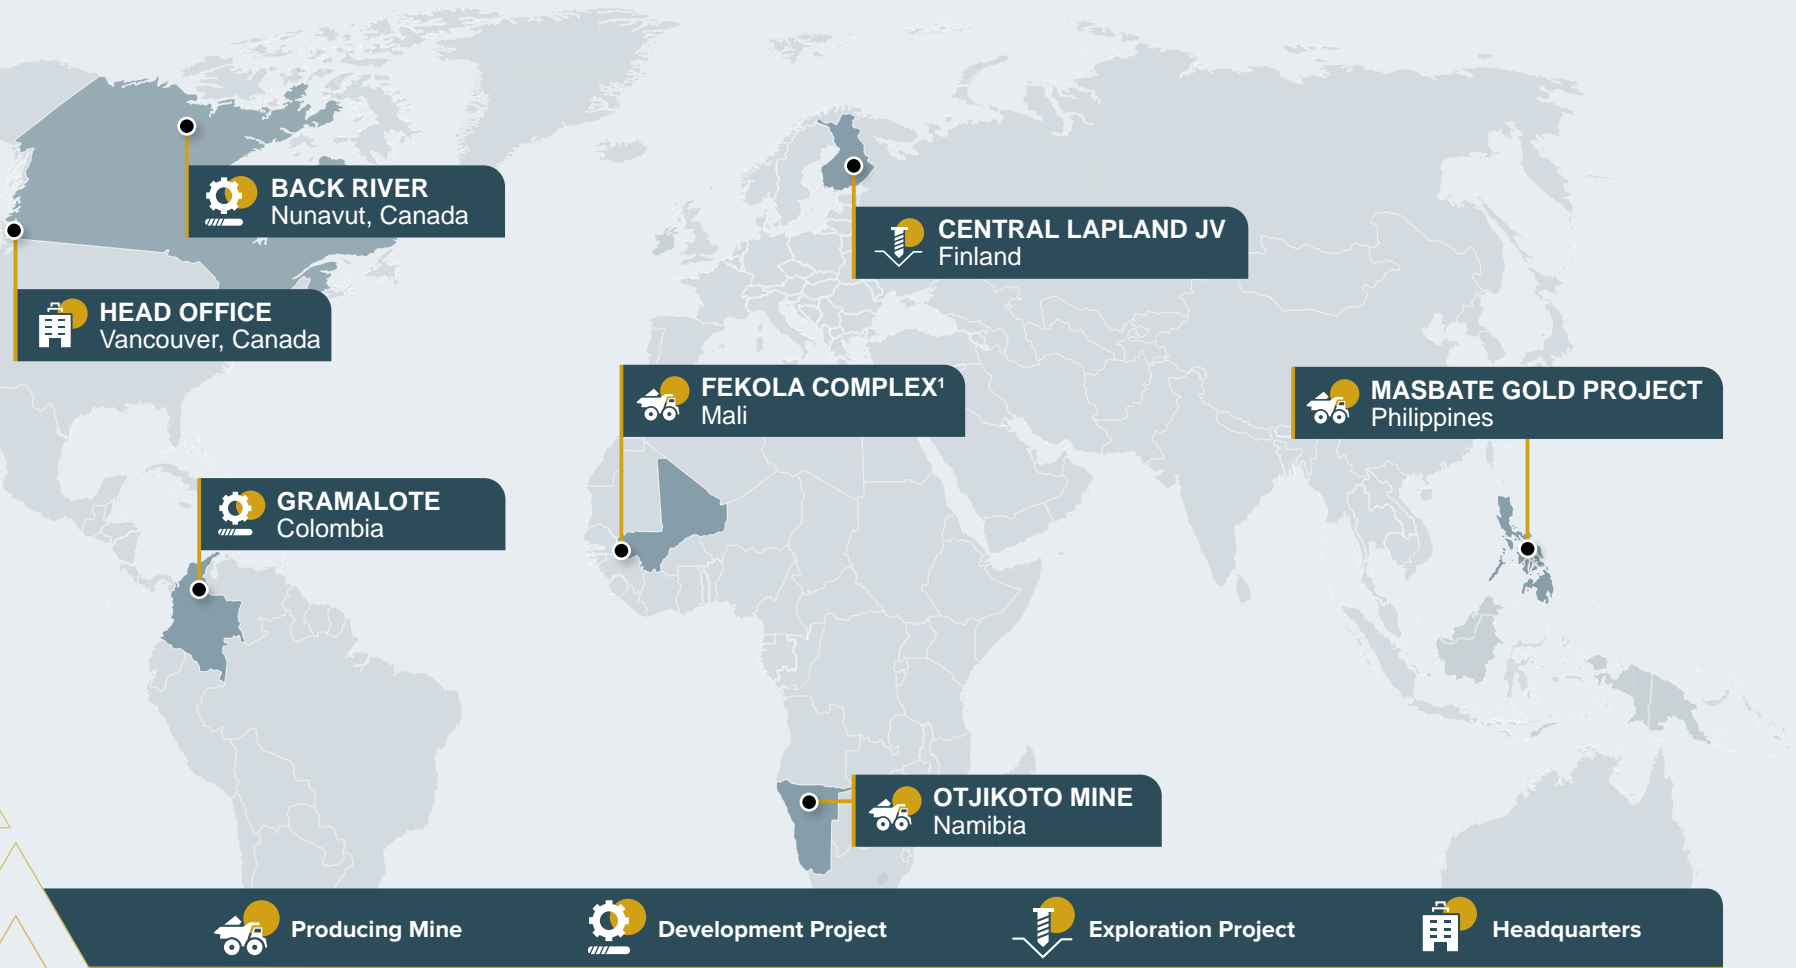 BACK RIVER
Nunavut, Canada
CENTRAL LAPLAND JV
Finland
HEAD OFFICE
Vancouver, Canada
FEKOLA COMPLEX¹
Mali
MASBATE GOLD PROJECT
Philippines
GRAMALOTE
Colombia
OTJIKOTO MINE
Namibia
Producing Mine
Development Project
Exploration Project
Headquarters